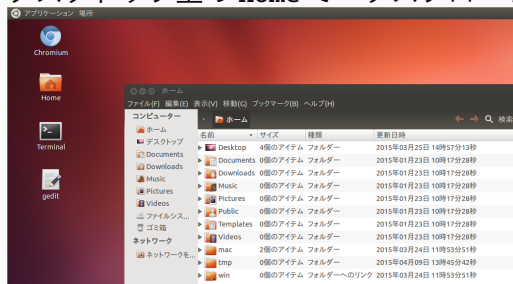 アプリケーション 場所
Chromium
Home
Terminal
gedit
ホーム
ファイル(F) 編集(E) 表示(V) 移動(G) ブックマーク(B) ヘルプ(H)
コンピューター
ホーム
デスクトップ
Documents
Downloads
Music
Pictures
Videos
ファイルシス...
ゴミ箱
ネットワーク
ネットワークを...
ホーム
検索
名前 サイズ 種類 更新日時
Desktop 4個のアイテム フォルダー 2015年03月25日 14時57分13秒
Documents 0個のアイテム フォルダー 2015年01月23日 10時17分28秒
Downloads 0個のアイテム フォルダー 2015年01月23日 10時17分28秒
Music 0個のアイテム フォルダー 2015年01月23日 10時17分28秒
Pictures 0個のアイテム フォルダー 2015年01月23日 10時17分28秒
Public 0個のアイテム フォルダー 2015年01月23日 10時17分28秒
Templates 0個のアイテム フォルダー 2015年01月23日 10時17分28秒
Videos 0個のアイテム フォルダー 2015年01月23日 10時17分28秒
mac 2個のアイテム フォルダー 2015年03月24日 11時53分51秒
tmp 0個のアイテム フォルダー 2015年04月09日 13時45分42秒
win 0個のアイテム フォルダーへのリンク 2015年03月24日 11時53分51秒